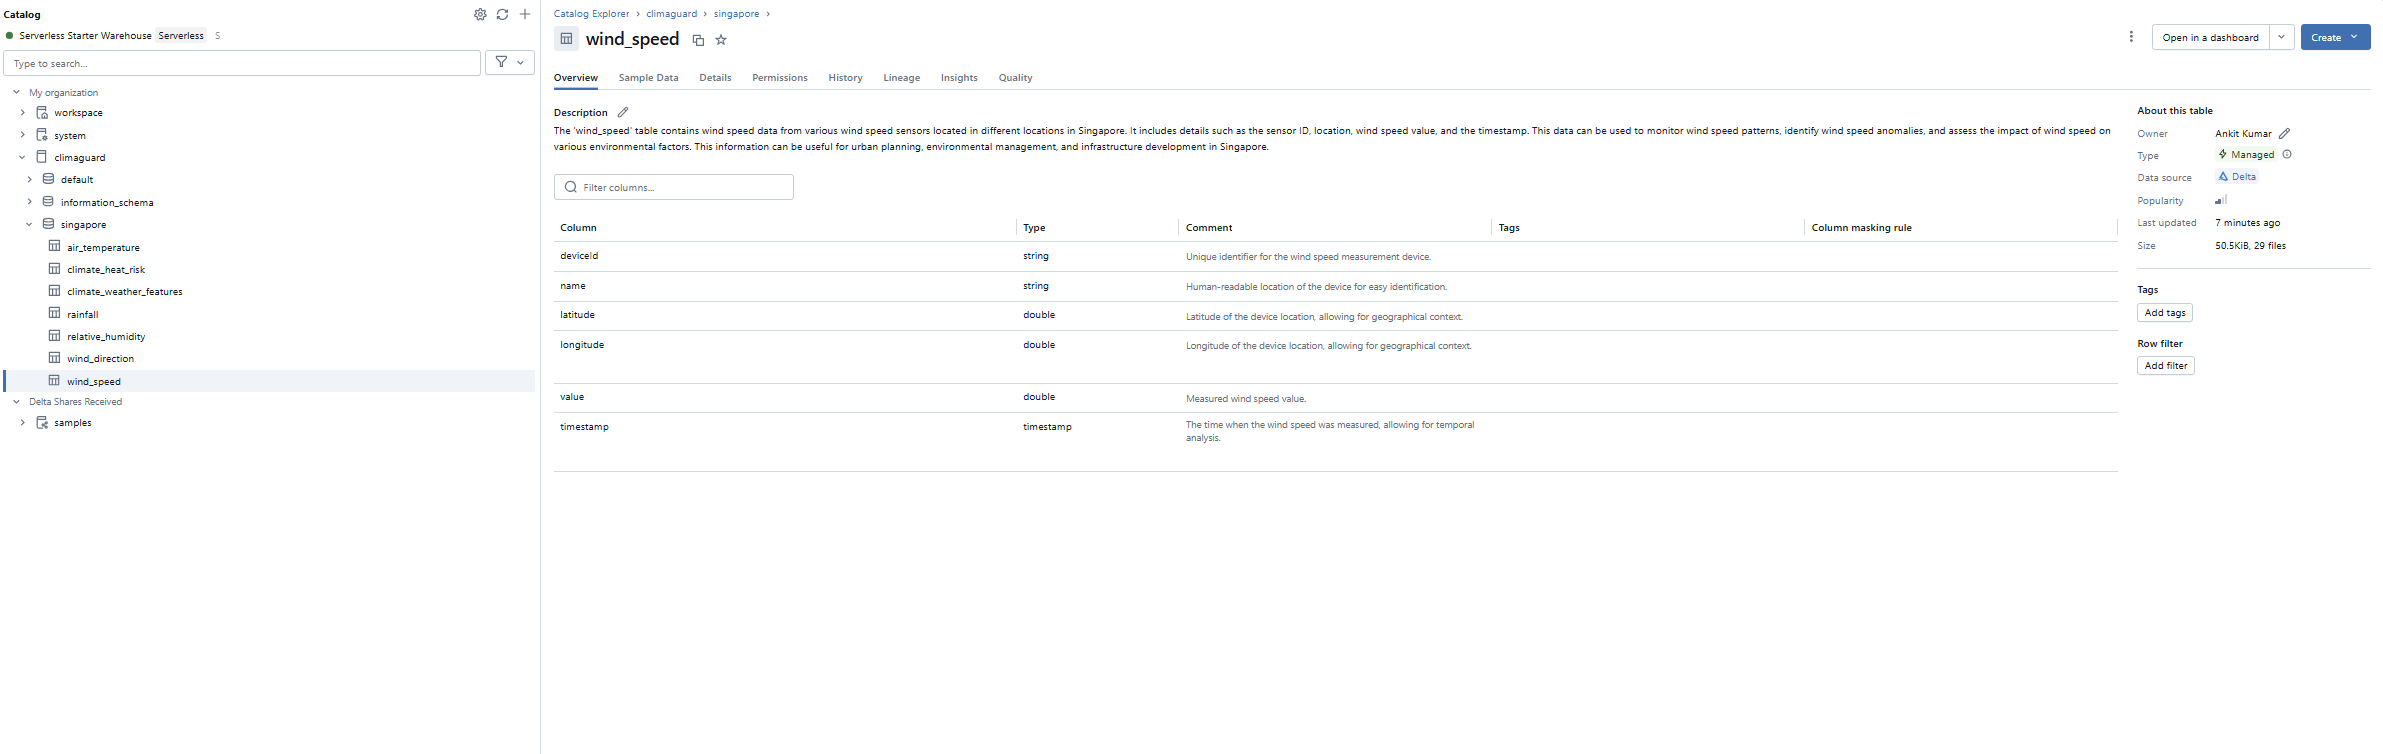 Catalog
Serverless Starter Warehouse Serverless S
Type to search...
My organization
workspace
system
climaguard
default
information_schema
singapore
air_temperature
climate_heat_risk
climate_weather_features
rainfall
relative_humidity
wind_direction
wind_speed
Delta Shares Received
samples
Catalog Explorer › climaguard › singapore ›
wind_speed
Open in a dashboard
Create
Overview Sample Data Details Permissions History Lineage Insights Quality
Description
The 'wind_speed' table contains wind speed data from various wind speed sensors located in different locations in Singapore. It includes details such as the sensor ID, location, wind speed value, and the timestamp. This data can be used to monitor wind speed patterns, identify wind speed anomalies, and assess the impact of wind speed on
various environmental factors. This information can be useful for urban planning, environmental management, and infrastructure development in Singapore.
Filter columns...
Column Type Comment Tags Column masking rule
deviceId string Unique identifier for the wind speed measurement device.
name string Human-readable location of the device for easy identification.
latitude double Latitude of the device location, allowing for geographical context.
longitude double Longitude of the device location, allowing for geographical context.
value double Measured wind speed value.
timestamp timestamp The time when the wind speed was measured, allowing for temporal
analysis.
About this table
Owner Ankit Kumar
Type Managed
Data source Delta
Popularity
Last updated 7 minutes ago
Size 50.5KiB, 29 files
Tags
Add tags
Row filter
Add filter